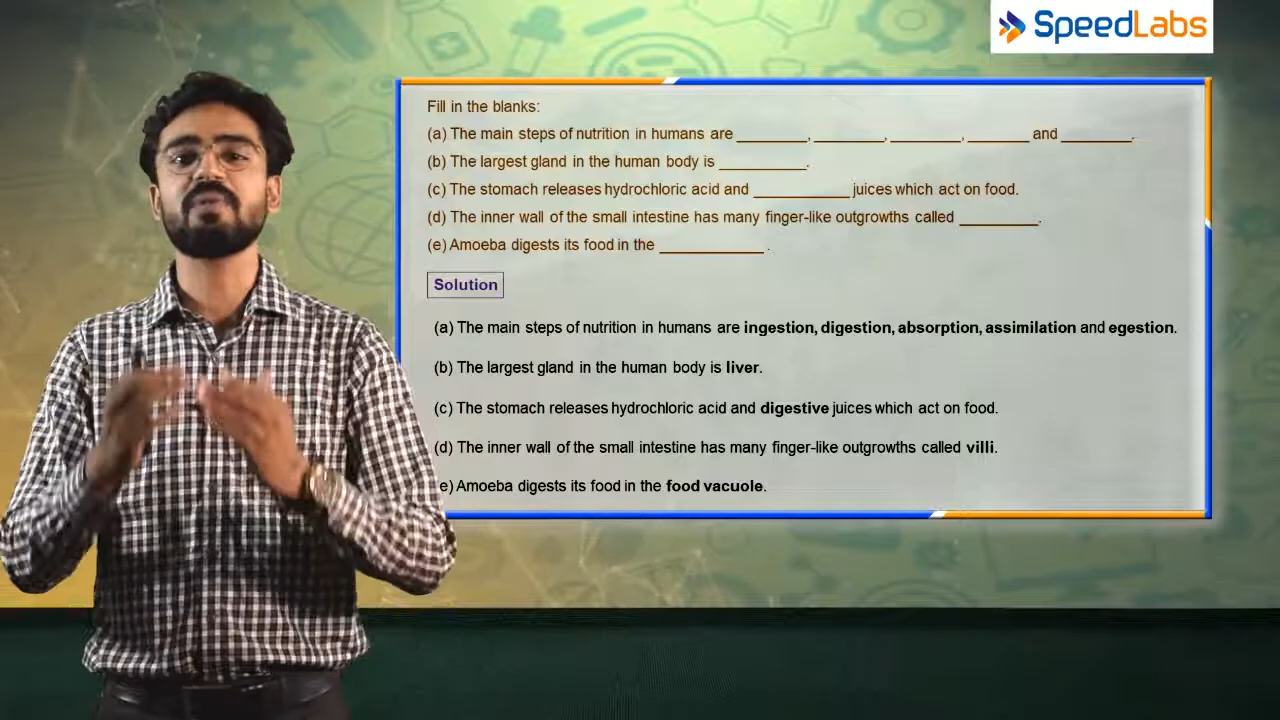 SpeedLabs
Fill in the blanks:
(a) The main steps of nutrition in humans are _________, _________, _________, ________ and _________.
(b) The largest gland in the human body is ___________.
(c) The stomach releases hydrochloric acid and ____________ juices which act on food.
(d) The inner wall of the small intestine has many finger-like outgrowths called __________.
(e) Amoeba digests its food in the _____________ .
Solution
(a) The main steps of nutrition in humans are ingestion, digestion, absorption, assimilation and egestion.
(b) The largest gland in the human body is liver.
(c) The stomach releases hydrochloric acid and digestive juices which act on food.
(d) The inner wall of the small intestine has many finger-like outgrowths called villi.
e) Amoeba digests its food in the food vacuole.